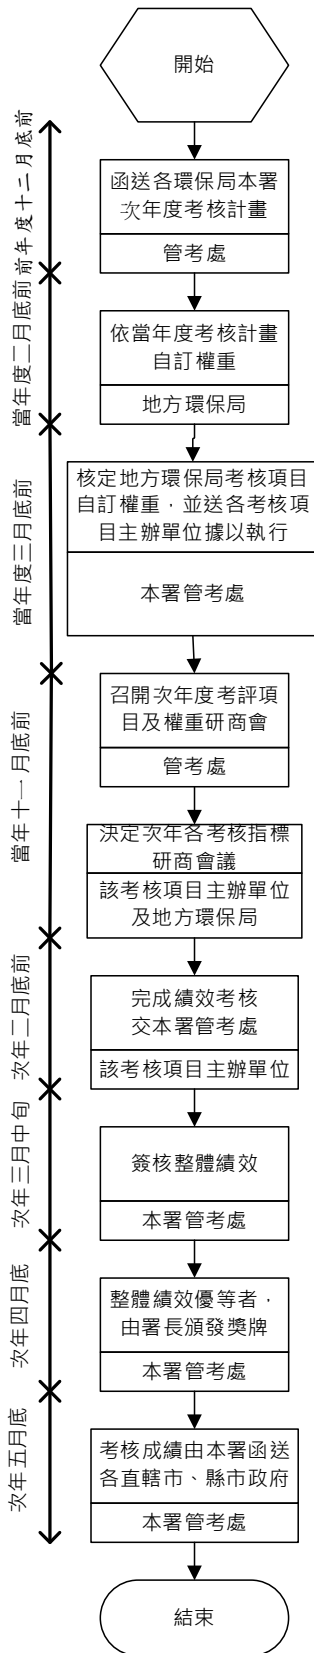 開始
前年度十二月底前
函送各環保局本署
次年度考核計畫
管考處
當年度二月底前
依當年度考核計畫
自訂權重
地方環保局
當年度三月底前
核定地方環保局考核項目
自訂權重，並送各考核項
目主辦單位據以執行
本署管考處
當年十一月底前
召開次年度考評項
目及權重研商會
管考處
決定次年各考核指標
研商會議
該考核項目主辦單位
及地方環保局
次年二月底前
完成績效考核
交本署管考處
該考核項目主辦單位
次年三月中旬
簽核整體績效
本署管考處
次年四月底
整體績效優等者，
由署長頒發獎牌
本署管考處
次年五月底
考核成績由本署函送
各直轄市、縣市政府
本署管考處
結束